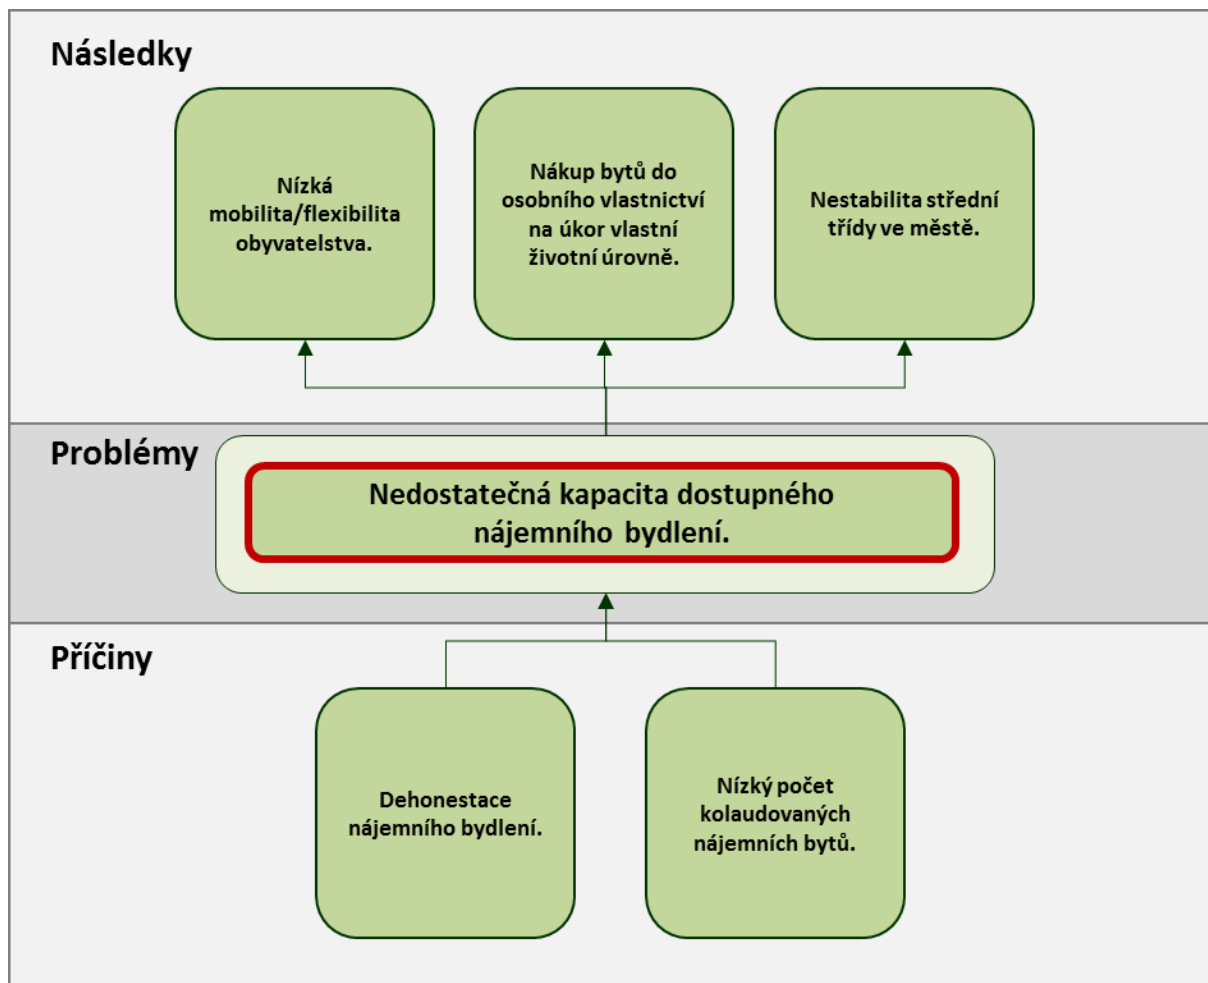 Následky
Nízká
mobilita/flexibilita
obyvatelstva.
Nákup bytů do
osobního vlastnictví
na úkor vlastní
životní úrovně.
Nestabilita střední
třídy ve městě.
Problémy
Nedostatečná kapacita dostupného
nájemního bydlení.
Příčiny
Dehonestace
nájemního bydlení.
Nízký počet
kolaudovaných
nájemních bytů.